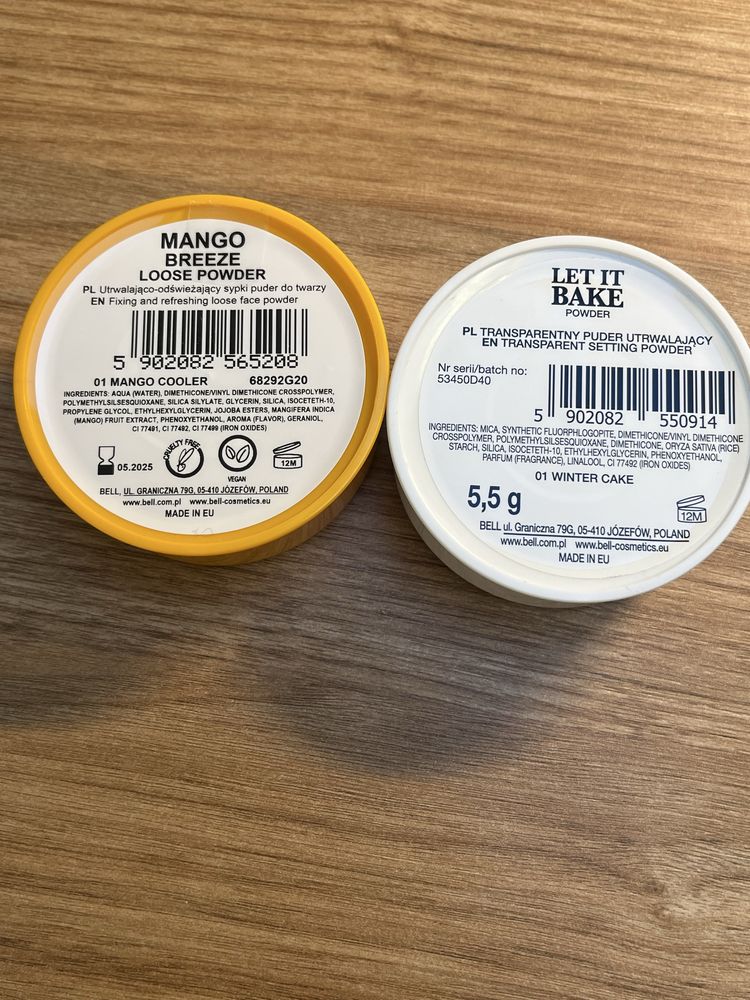 MANGO
BREEZE
LOOSE POWDER
PL Utrwalająco-odświeżający sypki puder do twarzy
EN Fixing and refreshing loose face powder
5 902082 565208
01 MANGO COOLER 68292G20
INGREDIENTS: AQUA (WATER), DIMETHICONE/VINYL DIMETHICONE CROSSPOLYMER,
POLYMETHYLSILSESQUIOXANE, SILICA SILYLATE, GLYCERIN, SILICA, ISOCETETH-10,
PROPYLENE GLYCOL, ETHYLHEXYLGLYCERIN, JOJOBA ESTERS, MANGIFERA INDICA
(MANGO) FRUIT EXTRACT, PHENOXYETHANOL, AROMA (FLAVOR), GERANIOL,
CI 77491, CI 77492, CI 77499 (IRON OXIDES)
05.2025
CRUELTY FREE
VEGAN
12M
BELL, UL. GRANICZNA 79G, 05-410 JÓZEFÓW, POLAND
www.bell.com.pl www.bell-cosmetics.eu
MADE IN EU
LET IT
BAKE
POWDER
PL TRANSPARENTNY PUDER UTRWALAJĄCY
EN TRANSPARENT SETTING POWDER
Nr serii/batch no:
53450D40
5 902082 550914
INGREDIENTS: MICA, SYNTHETIC FLUORPHLOGOPITE, DIMETHICONE/VINYL DIMETHICONE
CROSSPOLYMER, POLYMETHYLSILSESQUIOXANE, DIMETHICONE, ORYZA SATIVA (RICE)
STARCH, SILICA, ISOCETETH-10, ETHYLHEXYLGLYCERIN, PHENOXYETHANOL,
PARFUM (FRAGRANCE), LINALOOL, CI 77492 (IRON OXIDES)
01 WINTER CAKE
5,5 g
12M
BELL ul. Graniczna 79G, 05-410 JÓZEFÓW, POLAND
www.bell.com.pl www.bell-cosmetics.eu
MADE IN EU